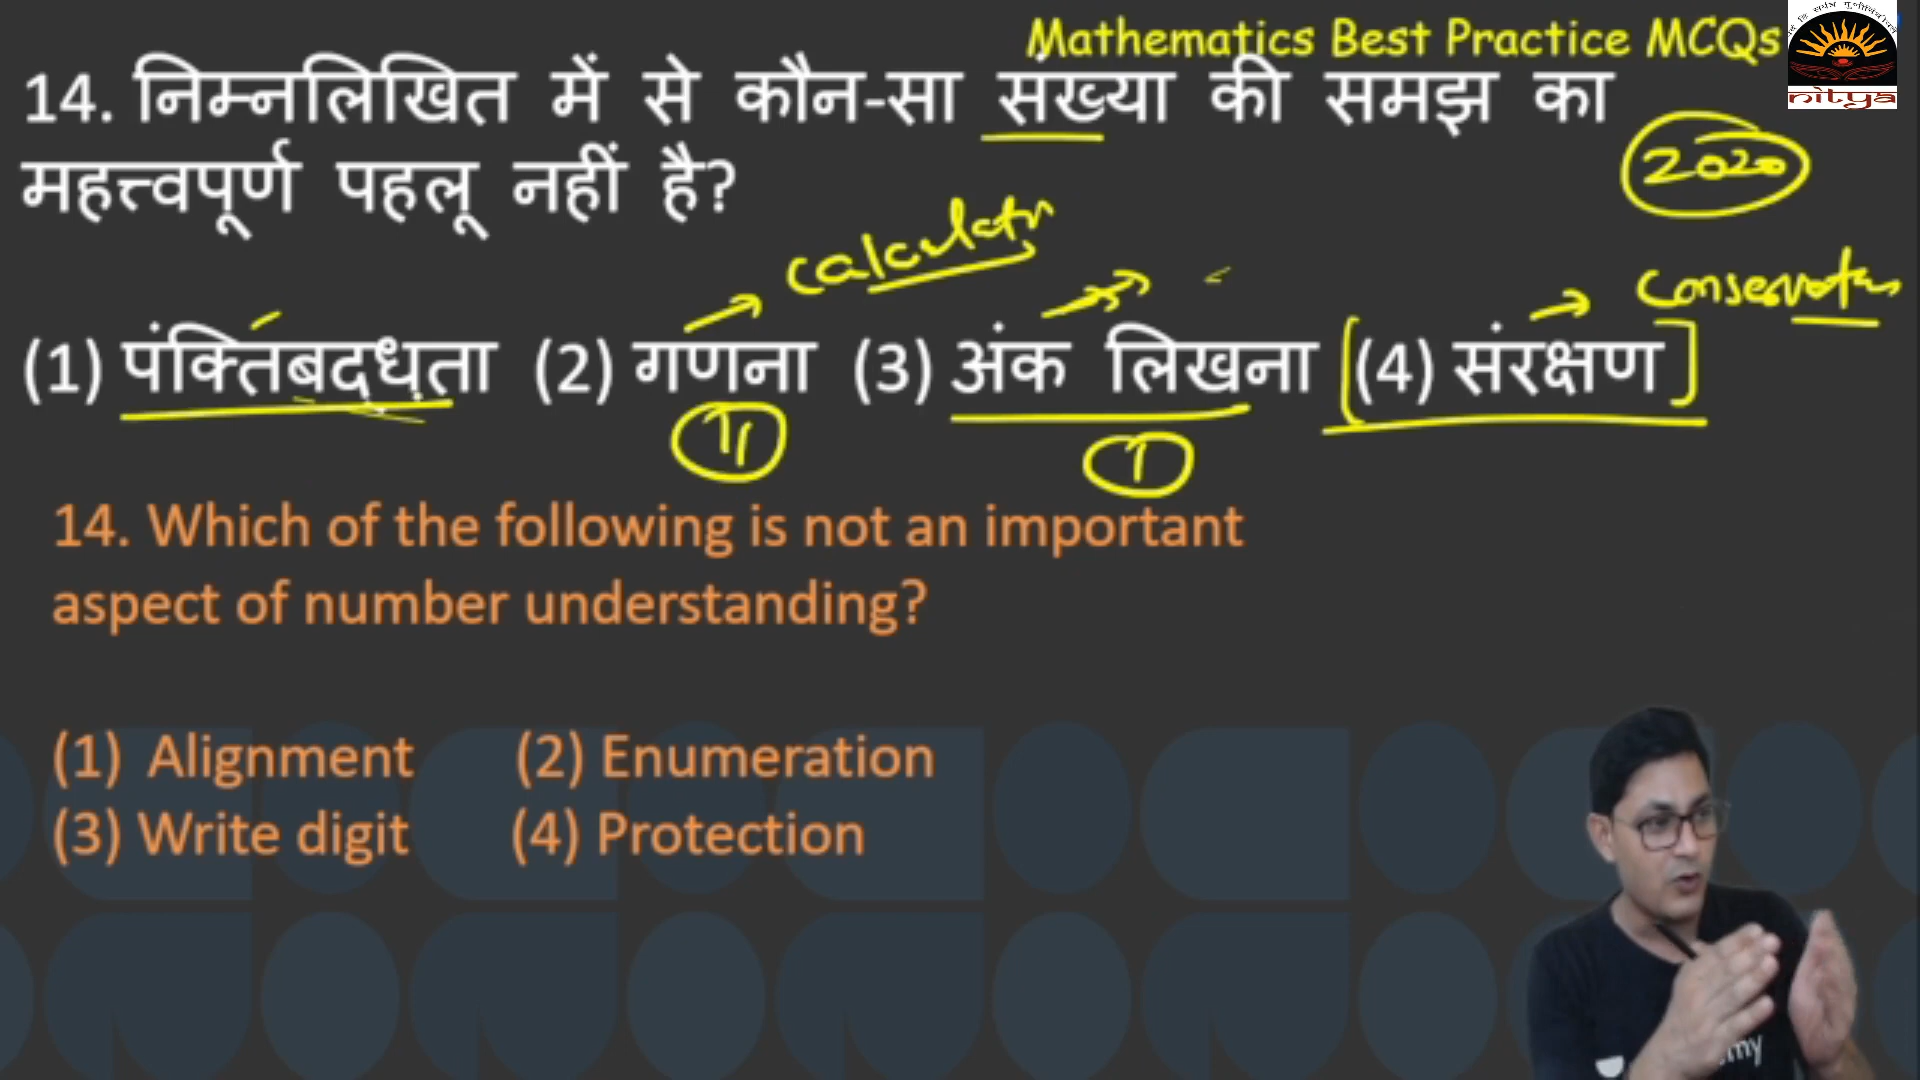 Mathematics Best Practice MCQs
nitya
14. निम्नलिखित में से कौन-सा संख्या की समझ का
2020
महत्त्वपूर्ण पहलू नहीं है?
conservation
(1) पंक्तिबद्धता (2) गणना (3) अंक लिखना (4) संरक्षण
14. Which of the following is not an important
aspect of number understanding?
(1) Alignment (2) Enumeration
(3) Write digit (4) Protection